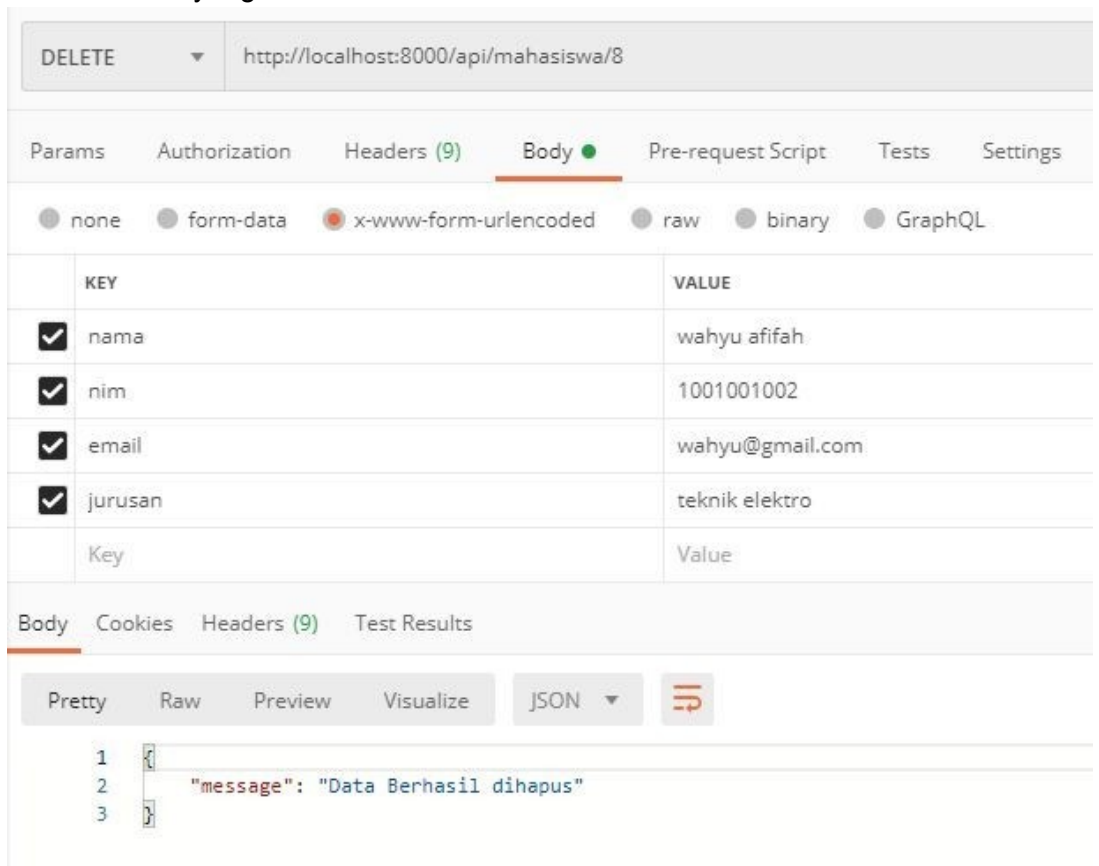 DELETE http://localhost:8000/api/mahasiswa/8
Params Authorization Headers (9) Body Pre-request Script Tests Settings
none form-data x-www-form-urlencoded raw binary GraphQL
KEY VALUE
nama wahyu afifah
nim 1001001002
email wahyu@gmail.com
jurusan teknik elektro
Key Value
Body Cookies Headers (9) Test Results
Pretty Raw Preview Visualize JSON
1 {
2 "message": "Data Berhasil dihapus"
3 }